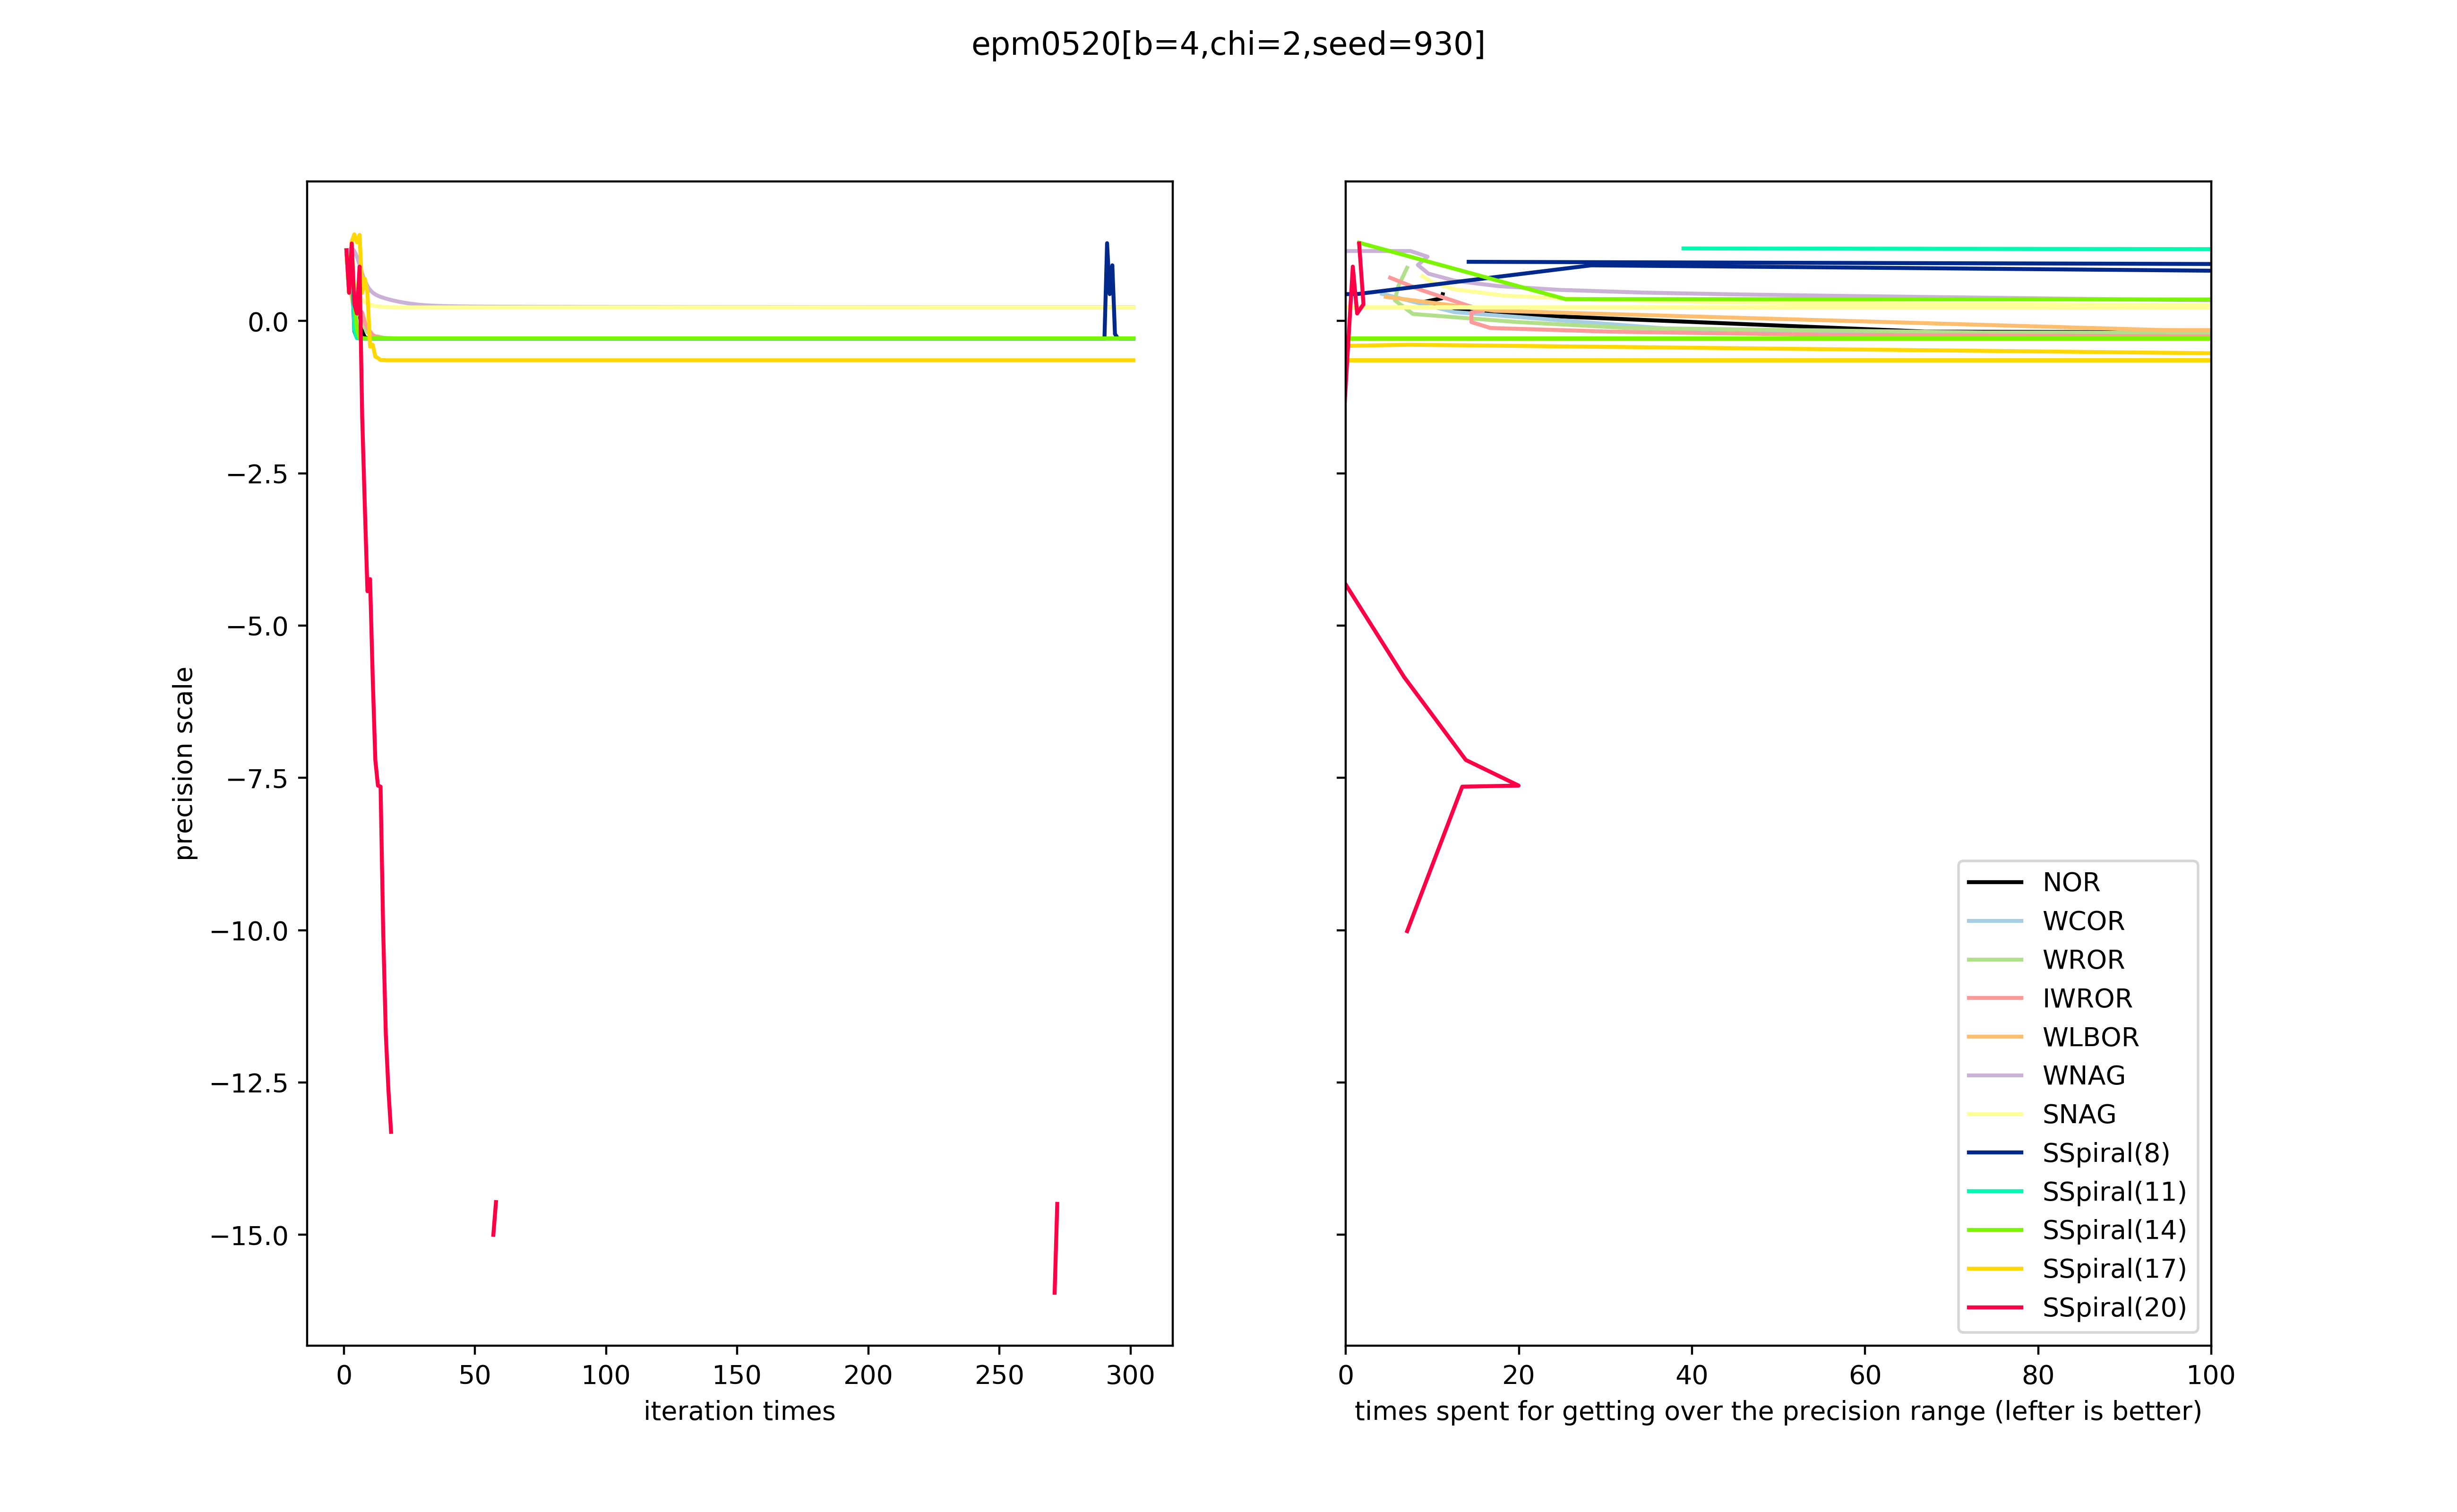 epm0520[b=4,chi=2,seed=930]
precision scale
0.0
−2.5
−5.0
−7.5
−10.0
−12.5
−15.0
0 50 100 150 200 250 300
iteration times
0 20 40 60 80 100
times spent for getting over the precision range (lefter is better)
NOR
WCOR
WROR
IWROR
WLBOR
WNAG
SNAG
SSpiral(8)
SSpiral(11)
SSpiral(14)
SSpiral(17)
SSpiral(20)